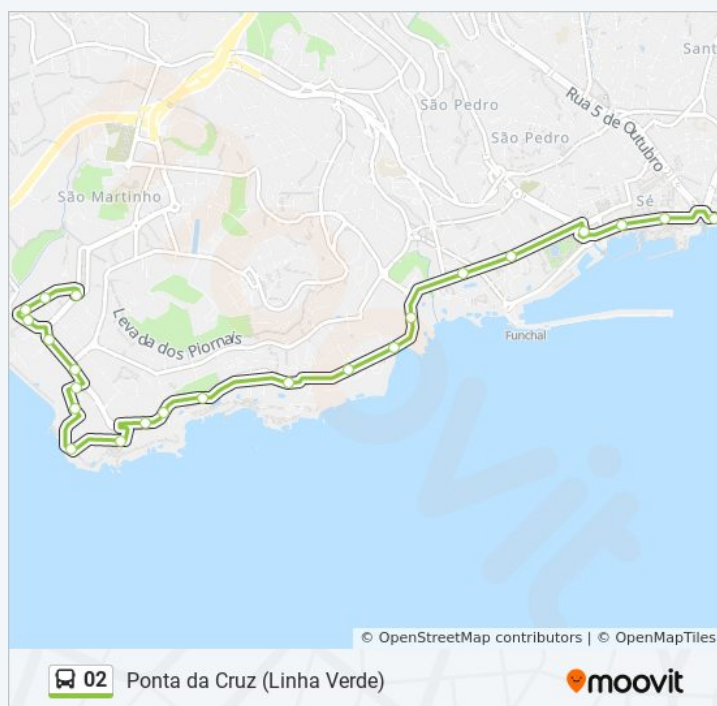 São Pedro
Sant
Rua 5 de Outubro
São Pedro
São Martinho
Sé
Levada dos Piornais
Funchal
© OpenStreetMap contributors | © OpenMapTiles
02 Ponta da Cruz (Linha Verde)
moovit